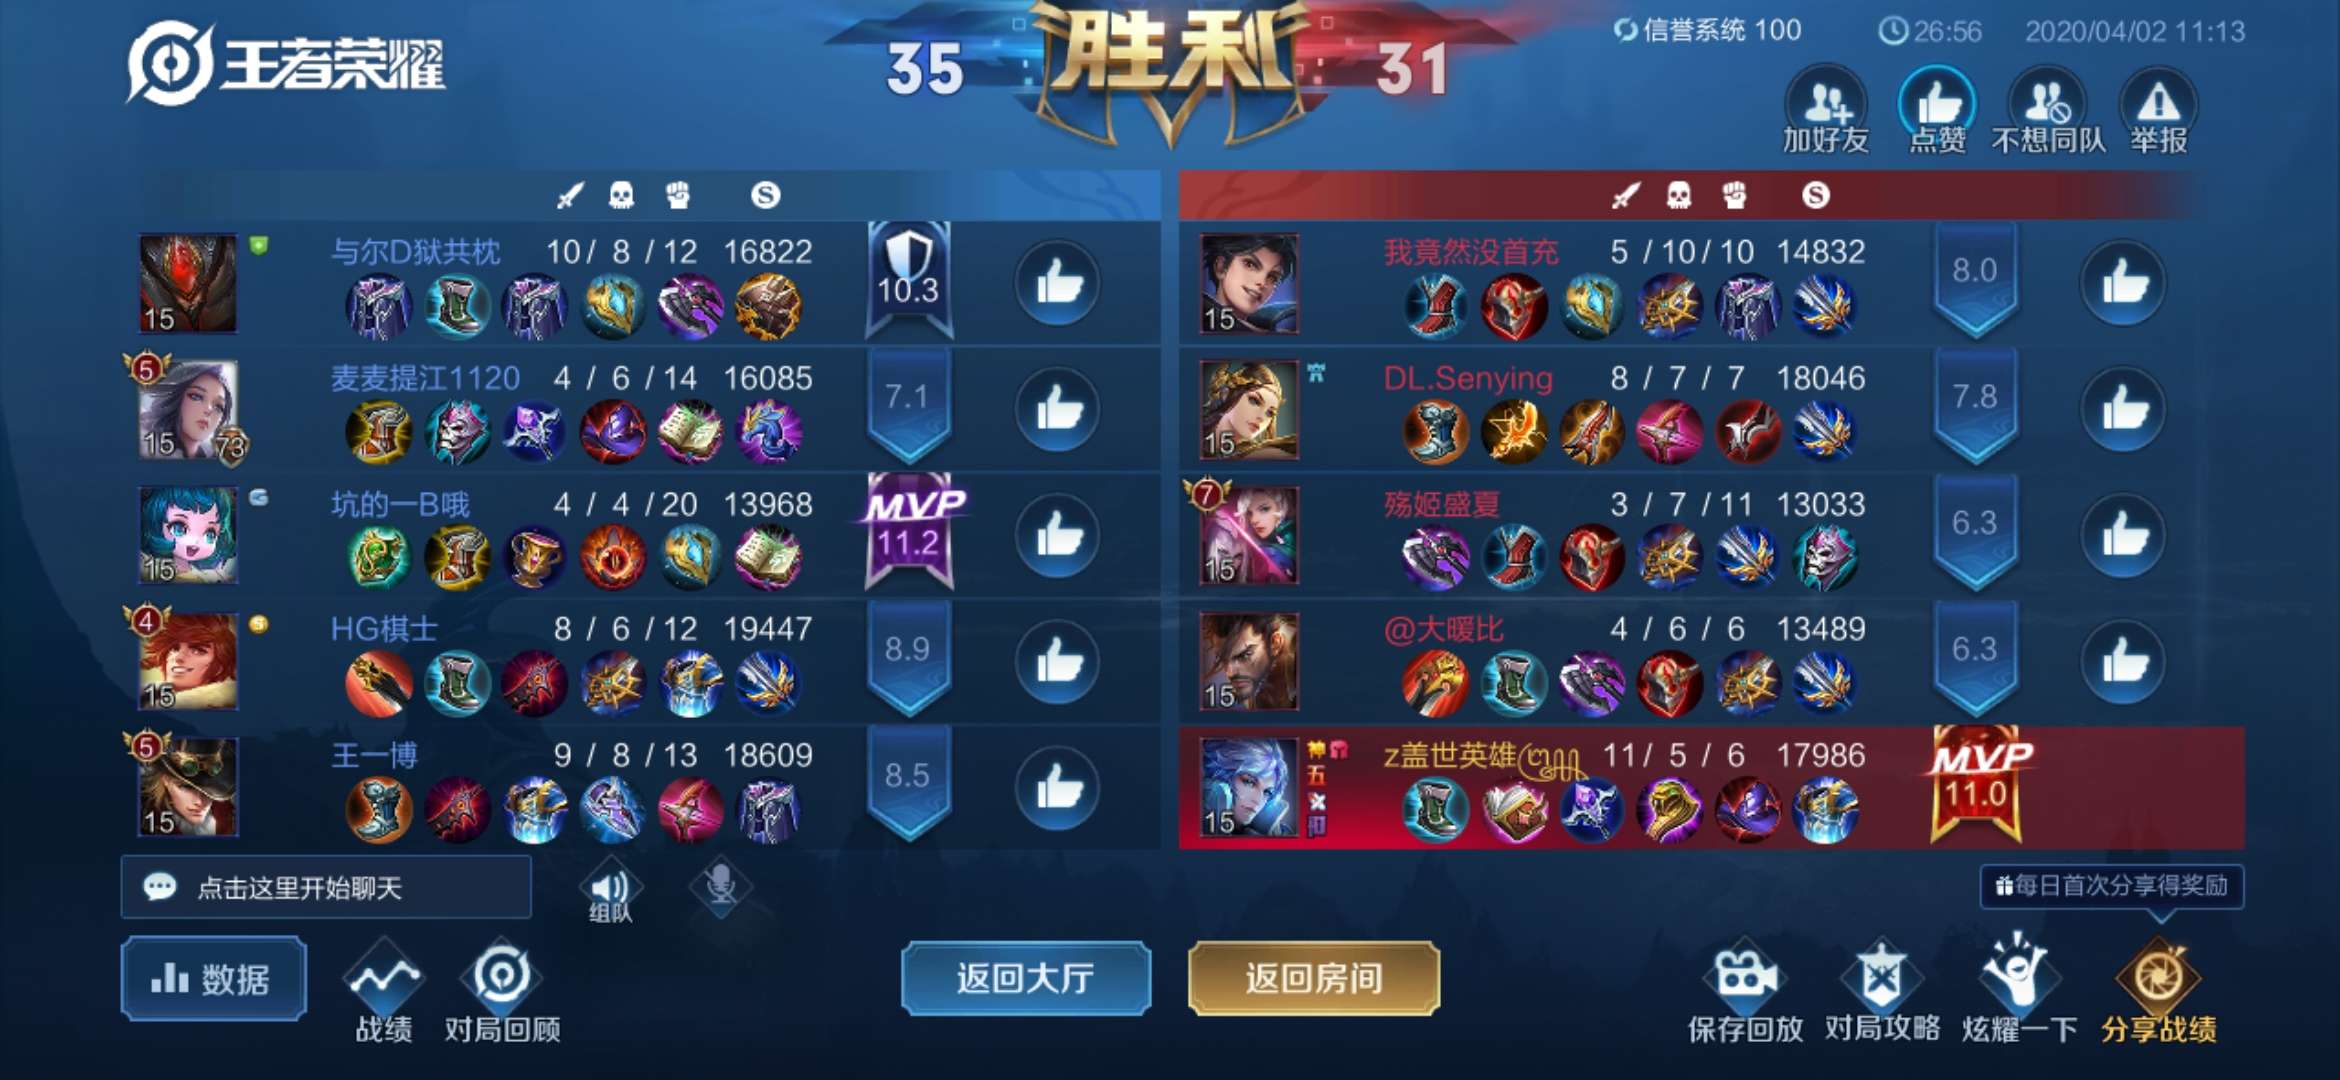 王者荣耀
35 胜利 31
信誉系统 100 26:56 2020/04/02 11:13
加好友 点赞 不想同队 举报
S S
与尔D狱共枕 10/ 8 / 12 16822 10.3
15
我竟然没首充 5 / 10/ 10 14832 8.0
15
5 麦麦提江1120 4 / 6 / 14 16085 7.1
15 73
DL.Senying 8 / 7 / 7 18046 7.8
15
坑的一B哦 4 / 4 / 20 13968 MVP 11.2
15
7 殇姬盛夏 3 / 7 / 11 13033 6.3
15
4 HG棋士 8 / 6 / 12 19447 8.9
15
@大暖比 4 / 6 / 6 13489 6.3
15
5 王一博 9 / 8 / 13 18609 8.5
15
神五 z盖世英雄 11/ 5 / 6 17986 MVP 11.0
15
点击这里开始聊天 组队
每日首次分享得奖励
数据 战绩 对局回顾
返回大厅 返回房间
保存回放 对局攻略 炫耀一下 分享战绩